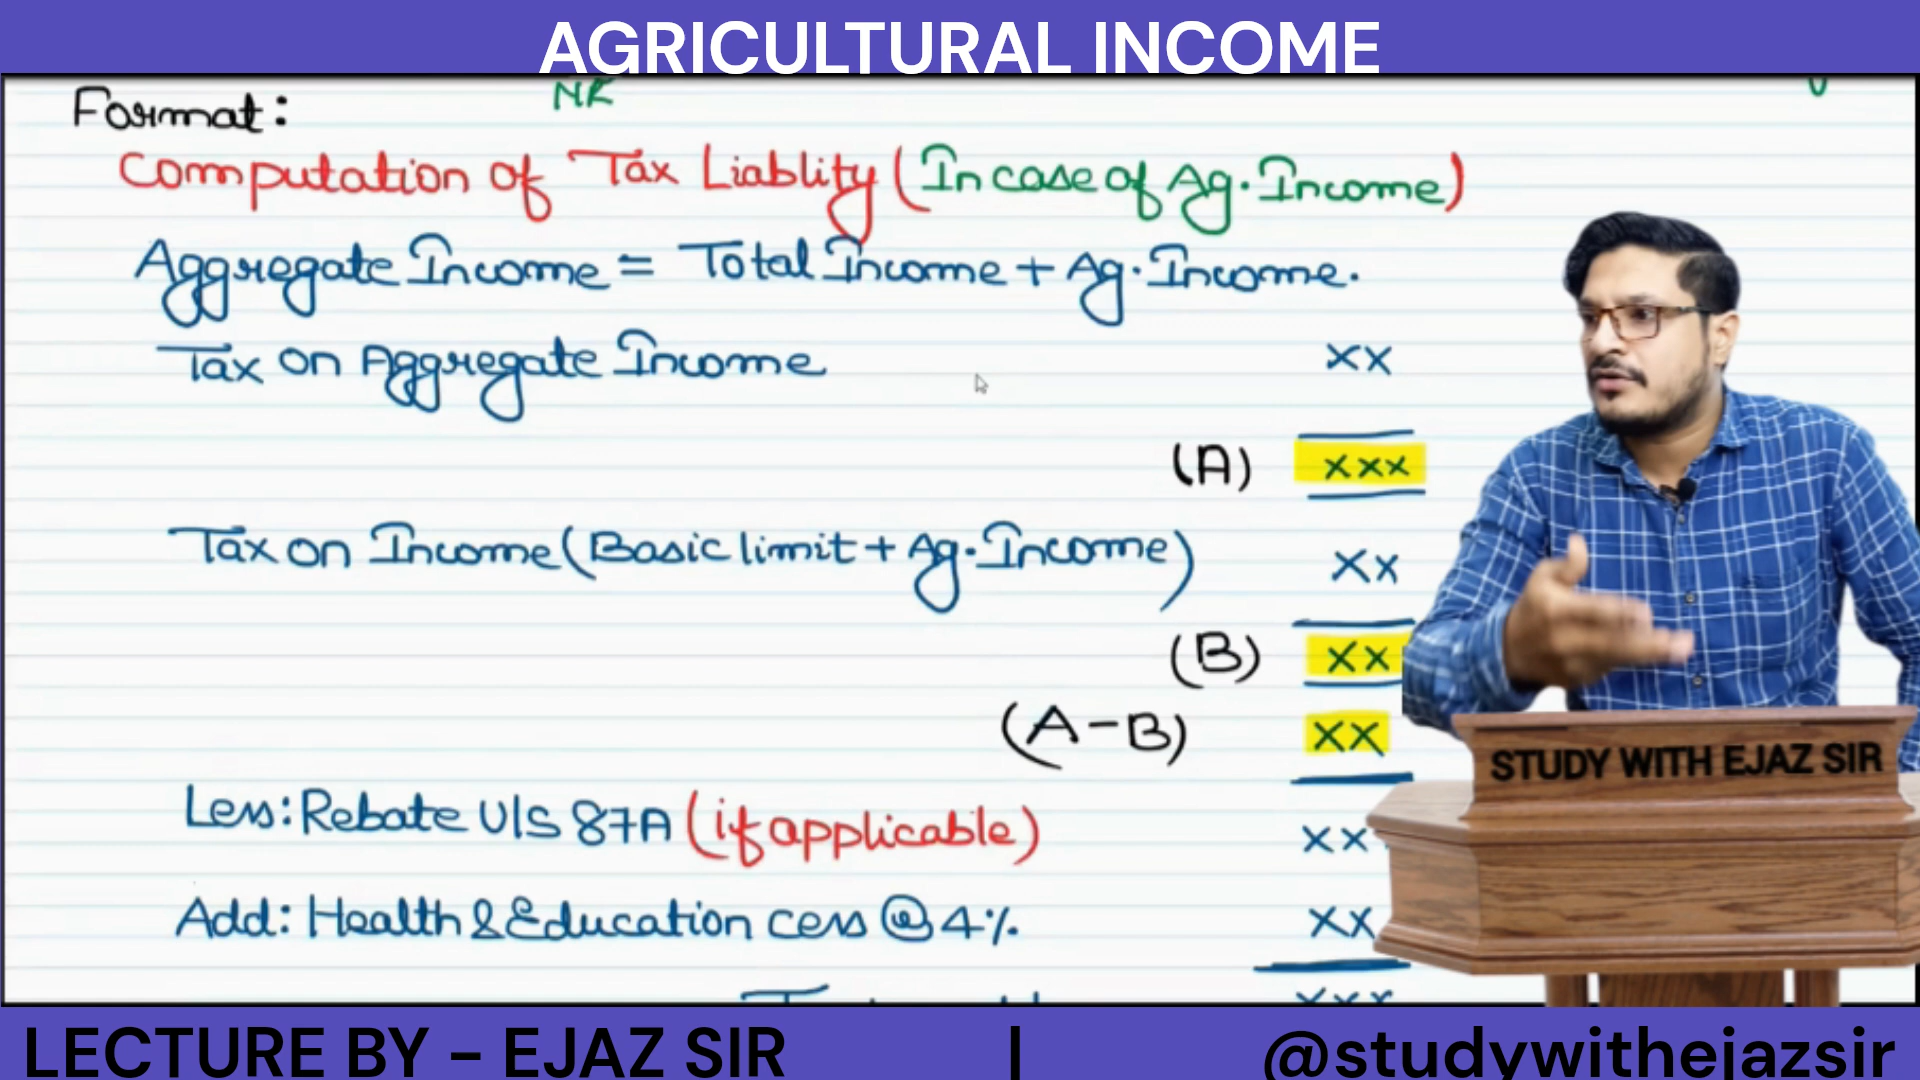 AGRICULTURAL INCOME
NR
Format:
Computation of Tax Liablity (In case of Ag. Income)
Aggregate Income = Total Income + Ag. Income.
Tax on Aggregate Income xx
(A) xxx
Tax on Income (Basic limit + Ag. Income) xx
(B) xx
(A-B) xx
Less: Rebate U/S 87A (if applicable) xx
Add: Health & Education cess @ 4% xx
xxx
STUDY WITH EJAZ SIR
LECTURE BY - EJAZ SIR | @studywithejazsir